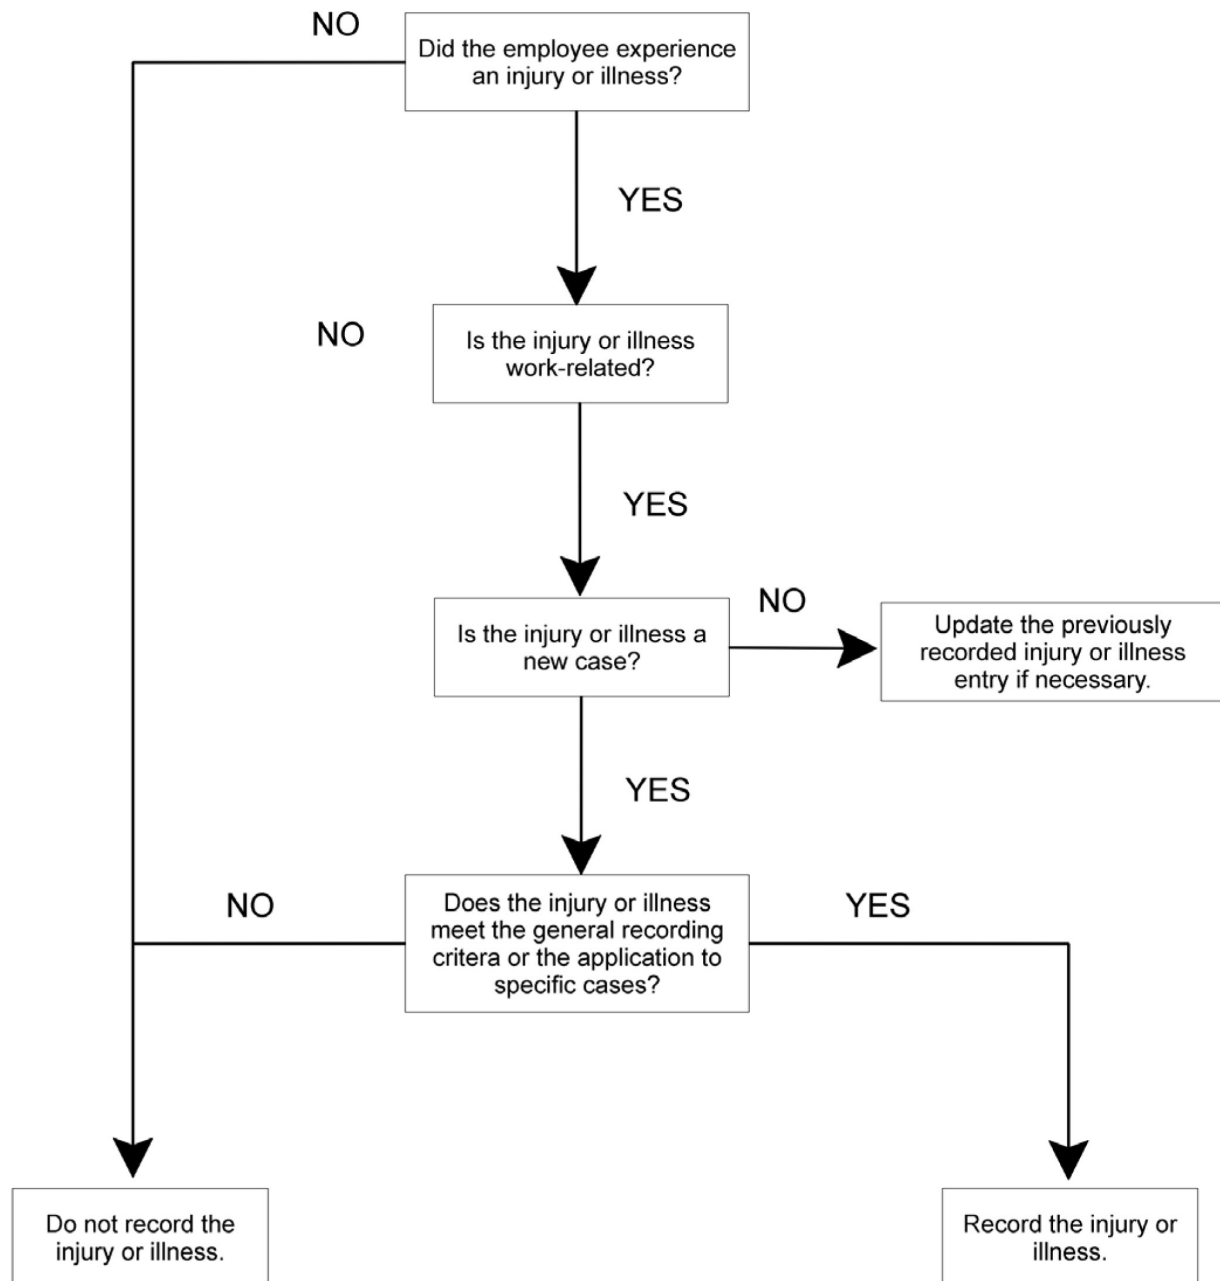 NO
Did the employee experience
an injury or illness?
YES
NO
Is the injury or illness
work-related?
YES
Is the injury or illness a
new case?
NO
Update the previously
recorded injury or illness
entry if necessary.
YES
NO
Does the injury or illness
meet the general recording
critera or the application to
specific cases?
YES
Do not record the
injury or illness.
Record the injury or
illness.